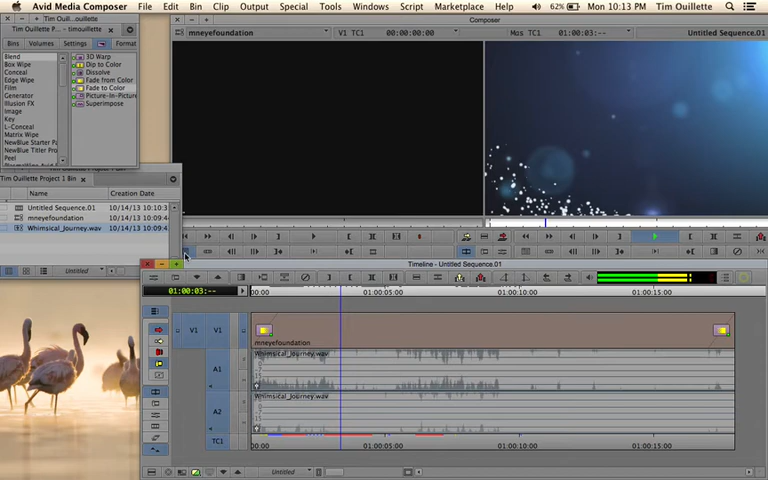 Avid Media Composer File Edit Bin Clip Output Special Tools Windows Script Marketplace Help 62% Mon 10:13 PM Tim Ouillette
Tim Ouill...ouillette
Tim Ouillette P... - timouillette
Bins Volumes Settings Format
Blend
Box Wipe
Conceal
Edge Wipe
Film
Generator
Illusion FX
Image
Key
L-Conceal
Matrix Wipe
NewBlue Starter Pa
NewBlue Titler Pro
Peel
3D Warp
Dip to Color
Dissolve
Fade from Color
Fade to Color
Picture-In-Picture
Superimpose
Composer
mneyefoundation V1 TC1 00:00:00:00 Mas TC1 01:00:03:-- Untitled Sequence.01
Tim Ouillette Project 1 Bin
Name Creation Date
Untitled Sequence.01 10/14/13 10:10:3
mneyefoundation 10/14/13 10:09:4
Whimsical_Journey.wav 10/14/13 10:09:4
Untitled
Timeline - Untitled Sequence.01
01:00:03:--
00:00 01:00:05:00 01:00:10:00 01:00:15:00
V1 V1
mneyefoundation
Whimsical_Journey.wav
A1
Whimsical_Journey.wav
A2
TC1 00:00 01:00:05:00 01:00:10:00 01:00:15:00
Untitled